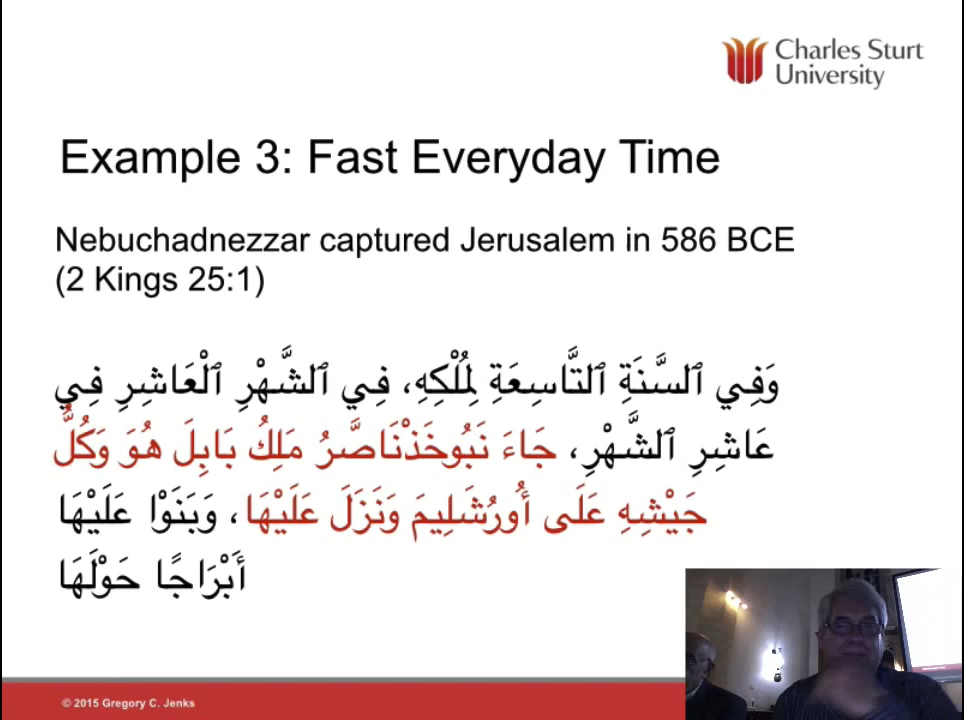 Charles Sturt
University
Example 3: Fast Everyday Time
Nebuchadnezzar captured Jerusalem in 586 BCE
(2 Kings 25:1)
وَفِي ٱلسَّنَةِ ٱلتَّاسِعَةِ لِمُلْكِهِ، فِي ٱلشَّهْرِ ٱلْعَاشِرِ فِي
عَاشِرِ ٱلشَّهْرِ، جَاءَ نَبُوخَذْنَاصَّرُ مَلِكُ بَابِلَ هُوَ وَكُلُّ
جَيْشِهِ عَلَى أُورُشَلِيمَ وَنَزَلَ عَلَيْهَا، وَبَنَوْا عَلَيْهَا
أَبْرَاجًا حَوْلَهَا
© 2015 Gregory C. Jenks